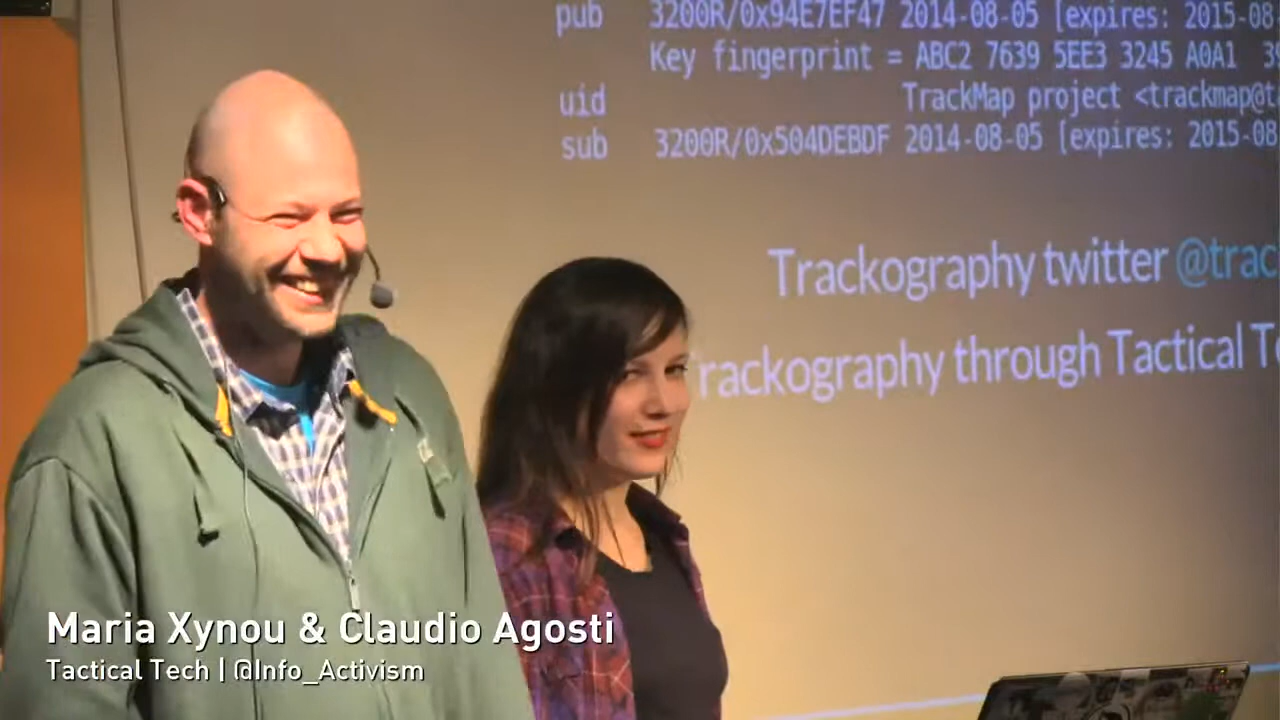 pub 3200R/0x94E7EF47 2014-08-05 [expires: 2015-08
Key fingerprint = ABC2 7639 5EE3 3245 A0A1 39
uid TrackMap project <trackmap@t
sub 3200R/0x504DEBDF 2014-08-05 [expires: 2015-08
Trackography twitter @trac
rackography through Tactical Te
Maria Xynou & Claudio Agosti
Tactical Tech | @Info_Activism